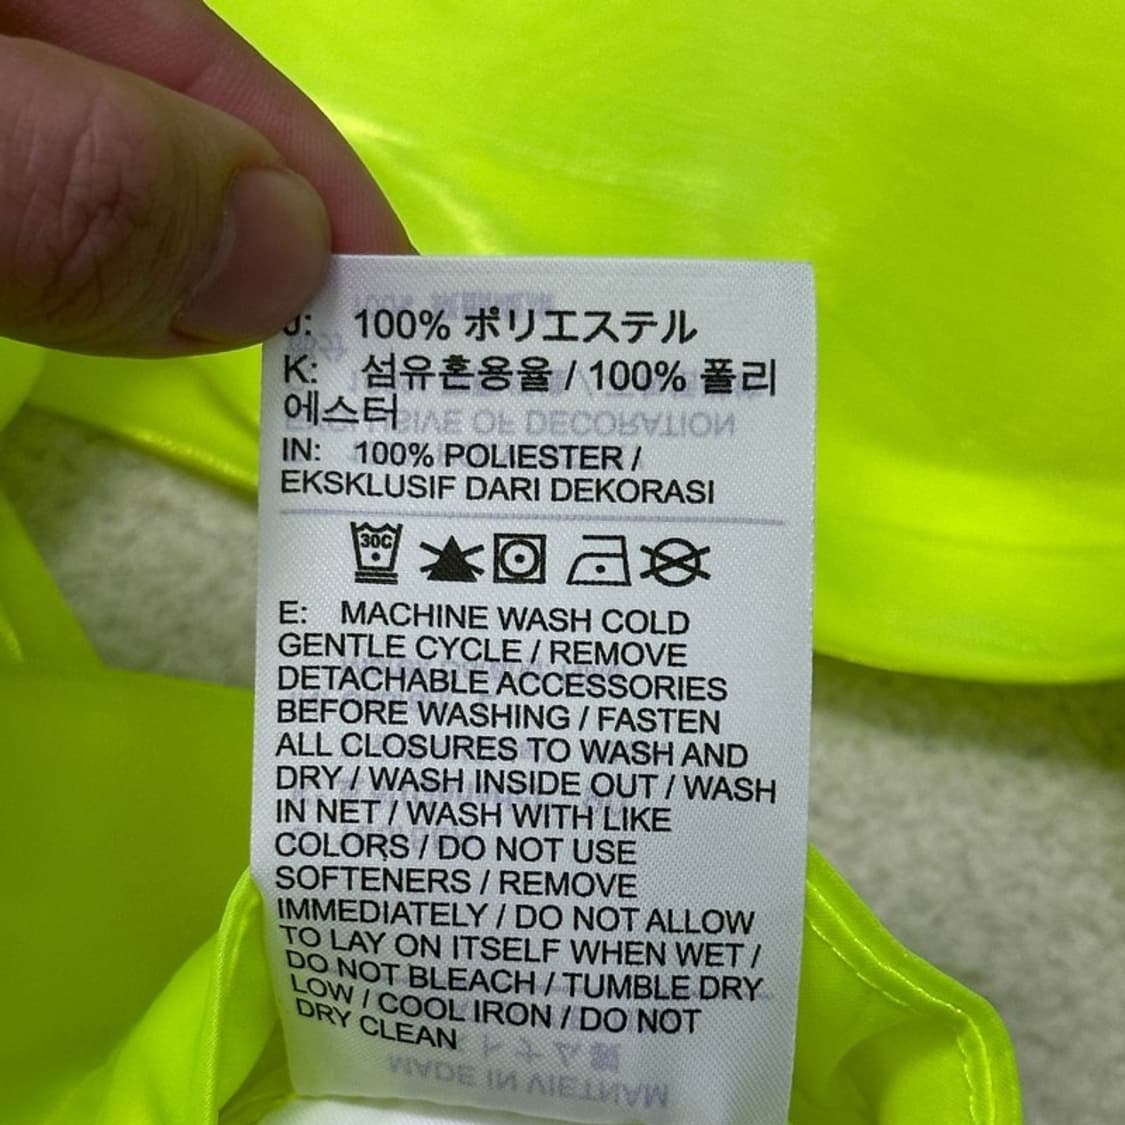 J: 100% ポリエステル
K: 섬유혼용율 / 100% 폴리
에스터
IN: 100% POLIESTER /
EKSKLUSIF DARI DEKORASI
30C
E: MACHINE WASH COLD
GENTLE CYCLE / REMOVE
DETACHABLE ACCESSORIES
BEFORE WASHING / FASTEN
ALL CLOSURES TO WASH AND
DRY / WASH INSIDE OUT / WASH
IN NET / WASH WITH LIKE
COLORS / DO NOT USE
SOFTENERS / REMOVE
IMMEDIATELY / DO NOT ALLOW
TO LAY ON ITSELF WHEN WET /
DO NOT BLEACH / TUMBLE DRY
LOW / COOL IRON / DO NOT
DRY CLEAN
MADE IN VIETNAM